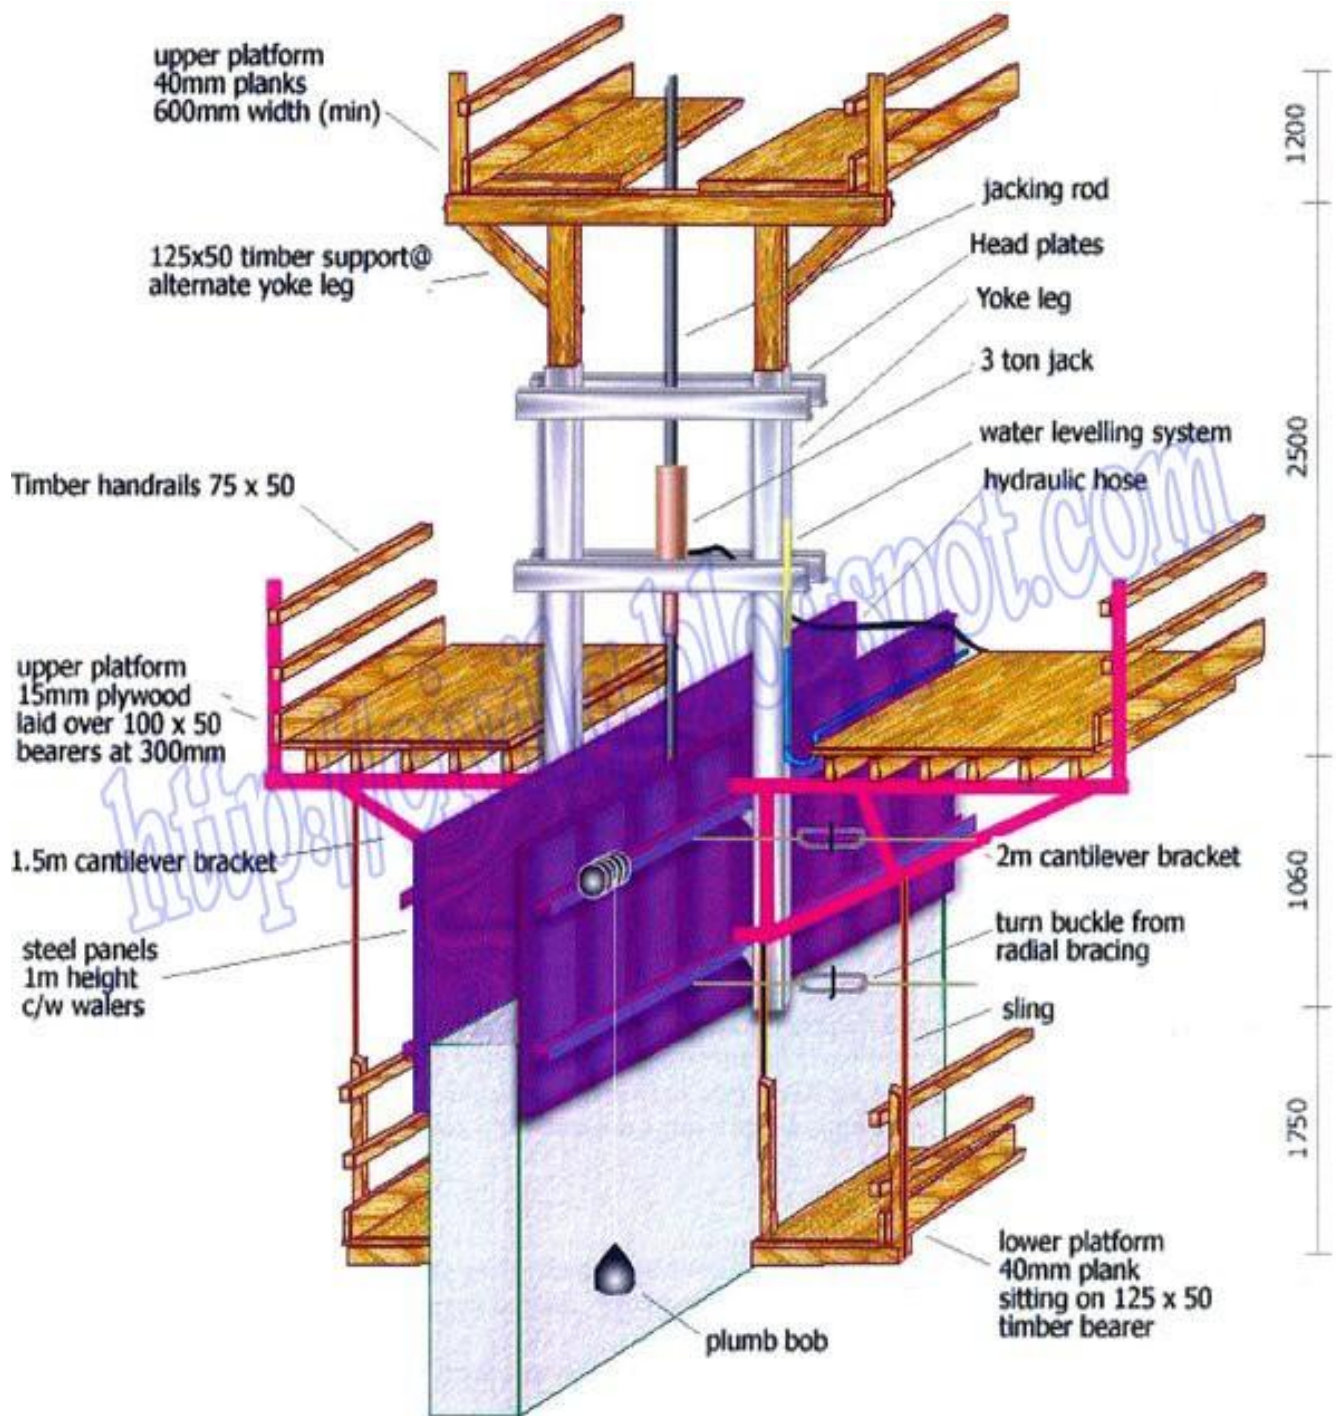 upper platform
40mm planks
600mm width (min)
1200
jacking rod
Head plates
125x50 timber support@
alternate yoke leg
Yoke leg
3 ton jack
water levelling system
2500
Timber handrails 75 x 50
hydraulic hose
upper platform
15mm plywood
laid over 100 x 50
bearers at 300mm
1.5m cantilever bracket
2m cantilever bracket
1060
steel panels
1m height
c/w walers
turn buckle from
radial bracing
sling
1750
lower platform
40mm plank
sitting on 125 x 50
timber bearer
plumb bob